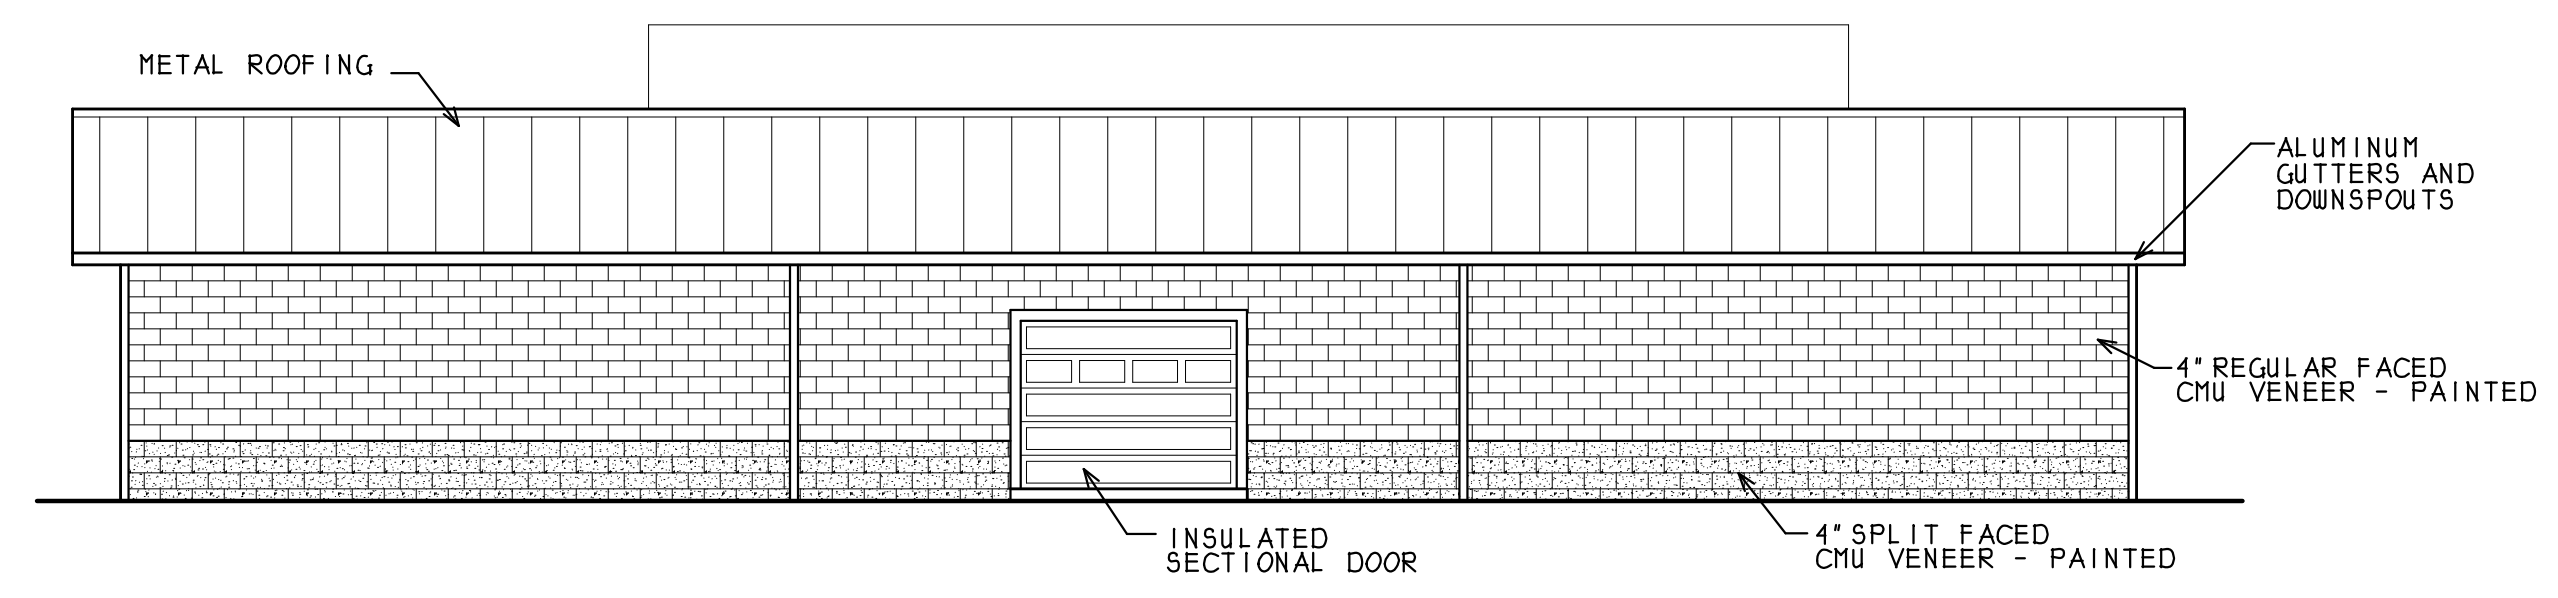 METAL ROOFING
ALUMINUM
GUTTERS AND
DOWNSPOUTS
4" REGULAR FACED
CMU VENEER - PAINTED
INSULATED
SECTIONAL DOOR
4" SPLIT FACED
CMU VENEER - PAINTED